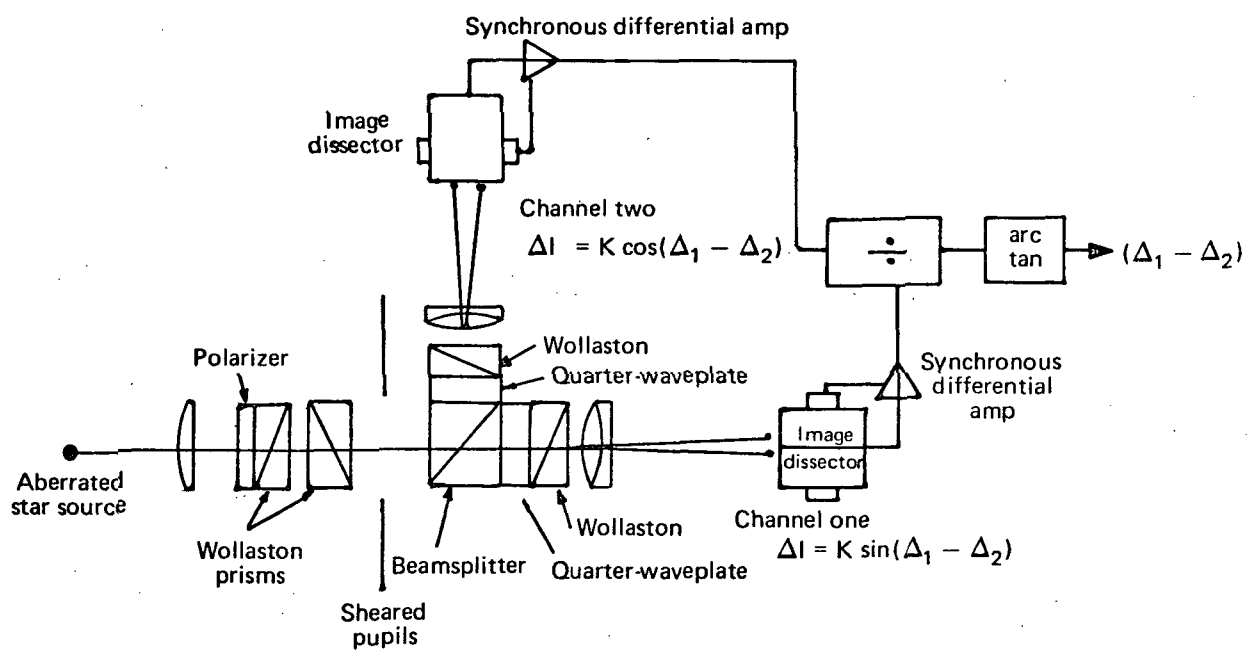 Synchronous differential amp
Image
dissector
Channel two
ΔI = K cos(Δ₁ − Δ₂)
÷
arc
tan
(Δ₁ − Δ₂)
Polarizer
Wollaston
Quarter-waveplate
Synchronous
differential
amp
Image
dissector
Aberrated
star source
Wollaston
prisms
Beamsplitter
Wollaston
Quarter-waveplate
Channel one
ΔI = K sin(Δ₁ − Δ₂)
Sheared
pupils